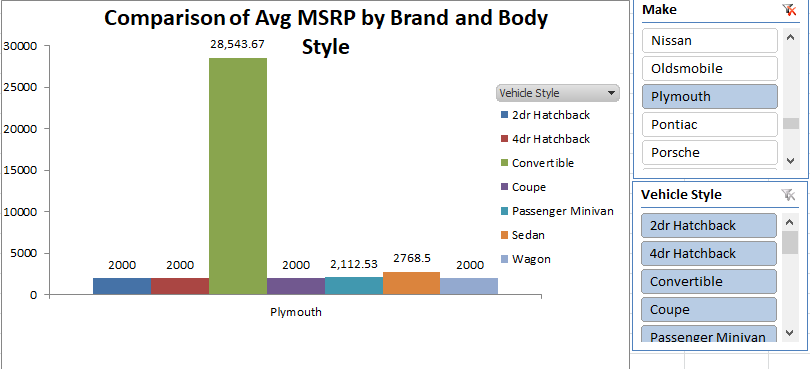 Comparison of Avg MSRP by Brand and Body
Style
30000
25000
20000
15000
10000
5000
0
2000
2000
28,543.67
2000
2,112.53
2768.5
2000
Plymouth
Vehicle Style
2dr Hatchback
4dr Hatchback
Convertible
Coupe
Passenger Minivan
Sedan
Wagon
Make
Nissan
Oldsmobile
Plymouth
Pontiac
Porsche
Vehicle Style
2dr Hatchback
4dr Hatchback
Convertible
Coupe
Passenger Minivan